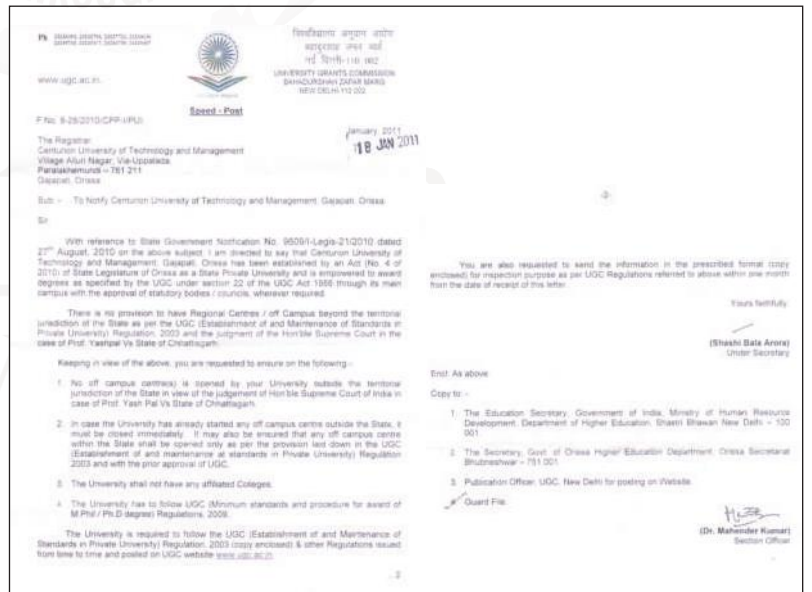 विश्वविद्यालय अनुदान आयोग
बहादुरशाह जफर मार्ग
नई दिल्ली-110 002
UNIVERSITY GRANTS COMMISSION
BAHADURSHAH ZAFAR MARG
NEW DELHI-110 002
www.ugc.ac.in.
Speed - Post
F.No. 8-26/2010(CPP-I/PU)
January, 2011
18 JAN 2011
The Registrar,
Centurion University of Technology and Management
Village Alluri Nagar, Via-Uppalada,
Paralakhemundi – 761 211
Gajapati, Orissa
Sub: - To Notify Centurion University of Technology and Management, Gajapati, Orissa.
Sir
With reference to State Government Notification No. 9509/I-Legis-21/2010 dated
27th August, 2010 on the above subject, I am directed to say that Centurion University of
Technology and Management, Gajapati, Orissa has been established by an Act (No. 4 of
2010) of State Legislature of Orissa as a State Private University and is empowered to award
degrees as specified by the UGC under section 22 of the UGC Act 1956 through its main
campus with the approval of statutory bodies / councils, wherever required.
There is no provision to have Regional Centres / off Campus beyond the territorial
jurisdiction of the State as per the UGC (Establishment of and Maintenance of Standards in
Private University) Regulation, 2003 and the judgment of the Hon'ble Supreme Court in the
case of Prof. Yashpal Vs State of Chhattisgarh.
Keeping in view of the above, you are requested to ensure on the following:-
1. No off campus centre(s) is opened by your University outside the territorial
jurisdiction of the State in view of the judgement of Hon'ble Supreme Court of India in
case of Prof. Yash Pal Vs State of Chhattisgarh.
2. In case the University has already started any off campus centre outside the State, it
must be closed immediately. It may also be ensured that any off campus centre
within the State shall be opened only as per the provision laid down in the UGC
(Establishment of and maintenance of standards in Private University) Regulation
2003 and with the prior approval of UGC.
3. The University shall not have any affiliated Colleges.
4. The University has to follow UGC (Minimum standards and procedure for award of
M.Phil / Ph.D degree) Regulations, 2009.
The University is required to follow the UGC (Establishment of and Maintenance of
Standards in Private University) Regulation, 2003 (copy enclosed) & other Regulations issued
from time to time and posted on UGC website www.ugc.ac.in.
..2
-2-
You are also requested to send the information in the prescribed format (copy
enclosed) for inspection purpose as per UGC Regulations referred to above within one month
from the date of receipt of this letter.
Yours faithfully,
(Shashi Bala Arora)
Under Secretary
Encl: As above
Copy to :-
1. The Education Secretary, Government of India, Ministry of Human Resource
Development, Department of Higher Education, Shastri Bhawan New Delhi – 100
001
2. The Secretary, Govt. of Orissa Higher Education Department, Orissa Secretariat
Bhubneshwar – 751 001
3. Publication Officer, UGC, New Delhi for posting on Website.
Guard File.
(Dr. Mahender Kumar)
Section Officer